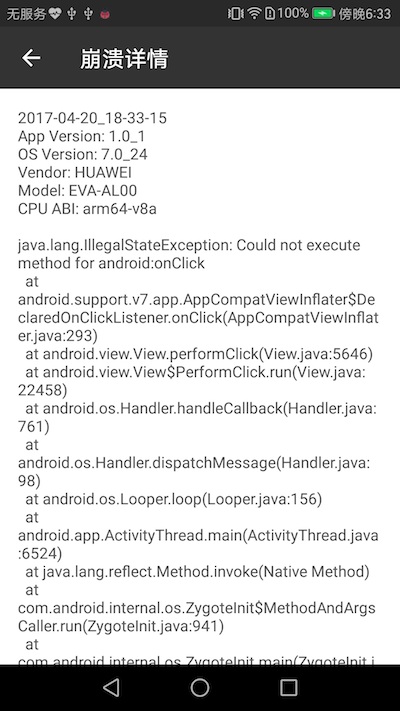 无服务 100% 傍晚6:33
崩溃详情
2017-04-20_18-33-15
App Version: 1.0_1
OS Version: 7.0_24
Vendor: HUAWEI
Model: EVA-AL00
CPU ABI: arm64-v8a
java.lang.IllegalStateException: Could not execute
method for android:onClick
at
android.support.v7.app.AppCompatViewInflater$De
claredOnClickListener.onClick(AppCompatViewInflat
er.java:293)
at android.view.View.performClick(View.java:5646)
at android.view.View$PerformClick.run(View.java:
22458)
at android.os.Handler.handleCallback(Handler.java:
761)
at
android.os.Handler.dispatchMessage(Handler.java:
98)
at android.os.Looper.loop(Looper.java:156)
at
android.app.ActivityThread.main(ActivityThread.java
:6524)
at java.lang.reflect.Method.invoke(Native Method)
at
com.android.internal.os.ZygoteInit$MethodAndArgs
Caller.run(ZygoteInit.java:941)
at
com.android.internal.os.ZygoteInit.main(ZygoteInit.j